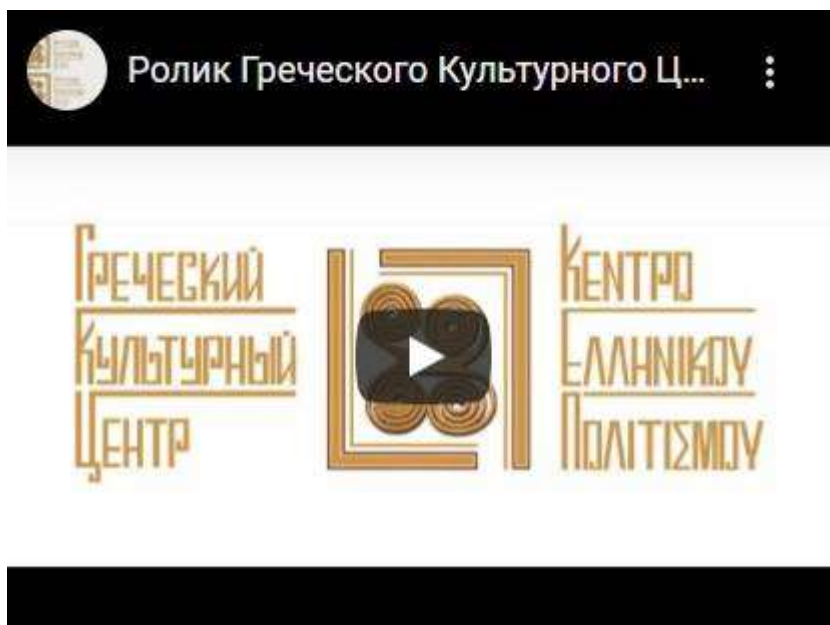 Ролик Греческого Культурного Ц...
Греческий
Культурный
Центр
Κεντρο
Ελληνικου
Πολιτισμου